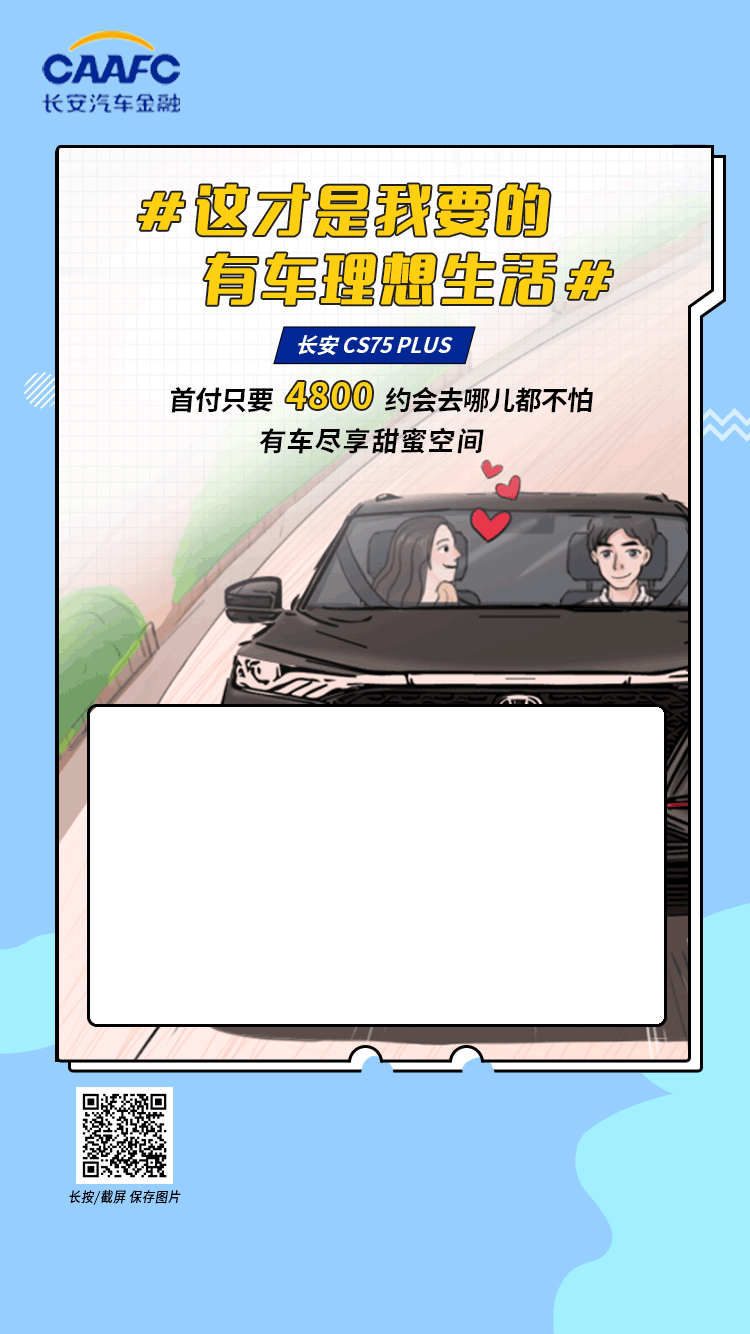 CAAFC
长安汽车金融
#这才是我要的
有车理想生活#
长安 CS75 PLUS
首付只要 4800 约会去哪儿都不怕
有车尽享甜蜜空间
长按/截屏 保存图片